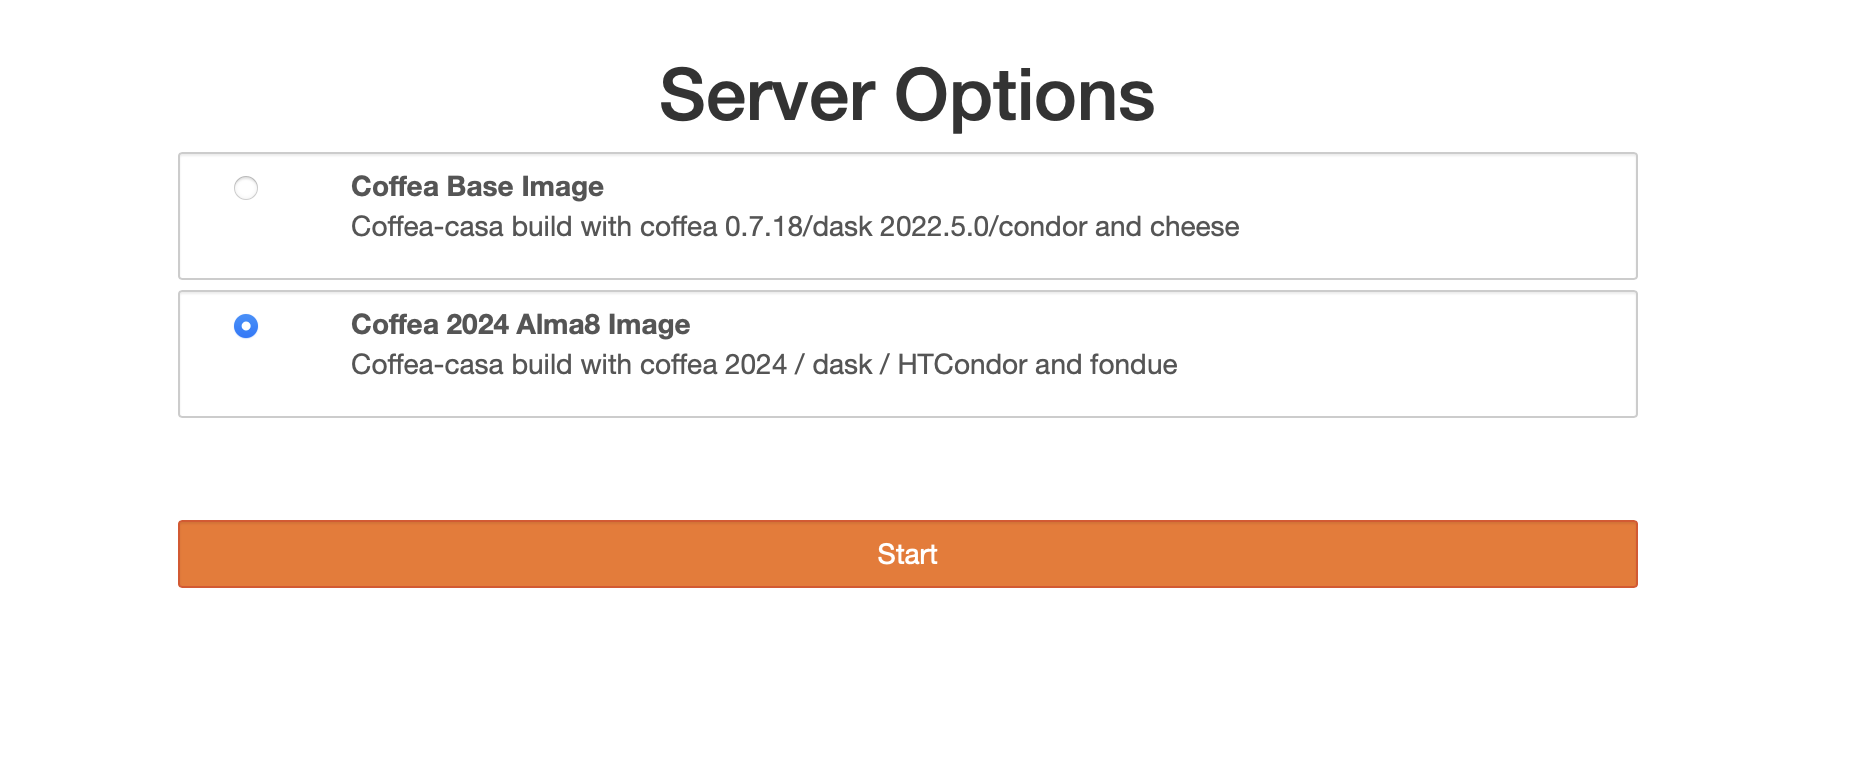 Server Options
Coffea Base Image
Coffea-casa build with coffea 0.7.18/dask 2022.5.0/condor and cheese
Coffea 2024 Alma8 Image
Coffea-casa build with coffea 2024 / dask / HTCondor and fondue
Start